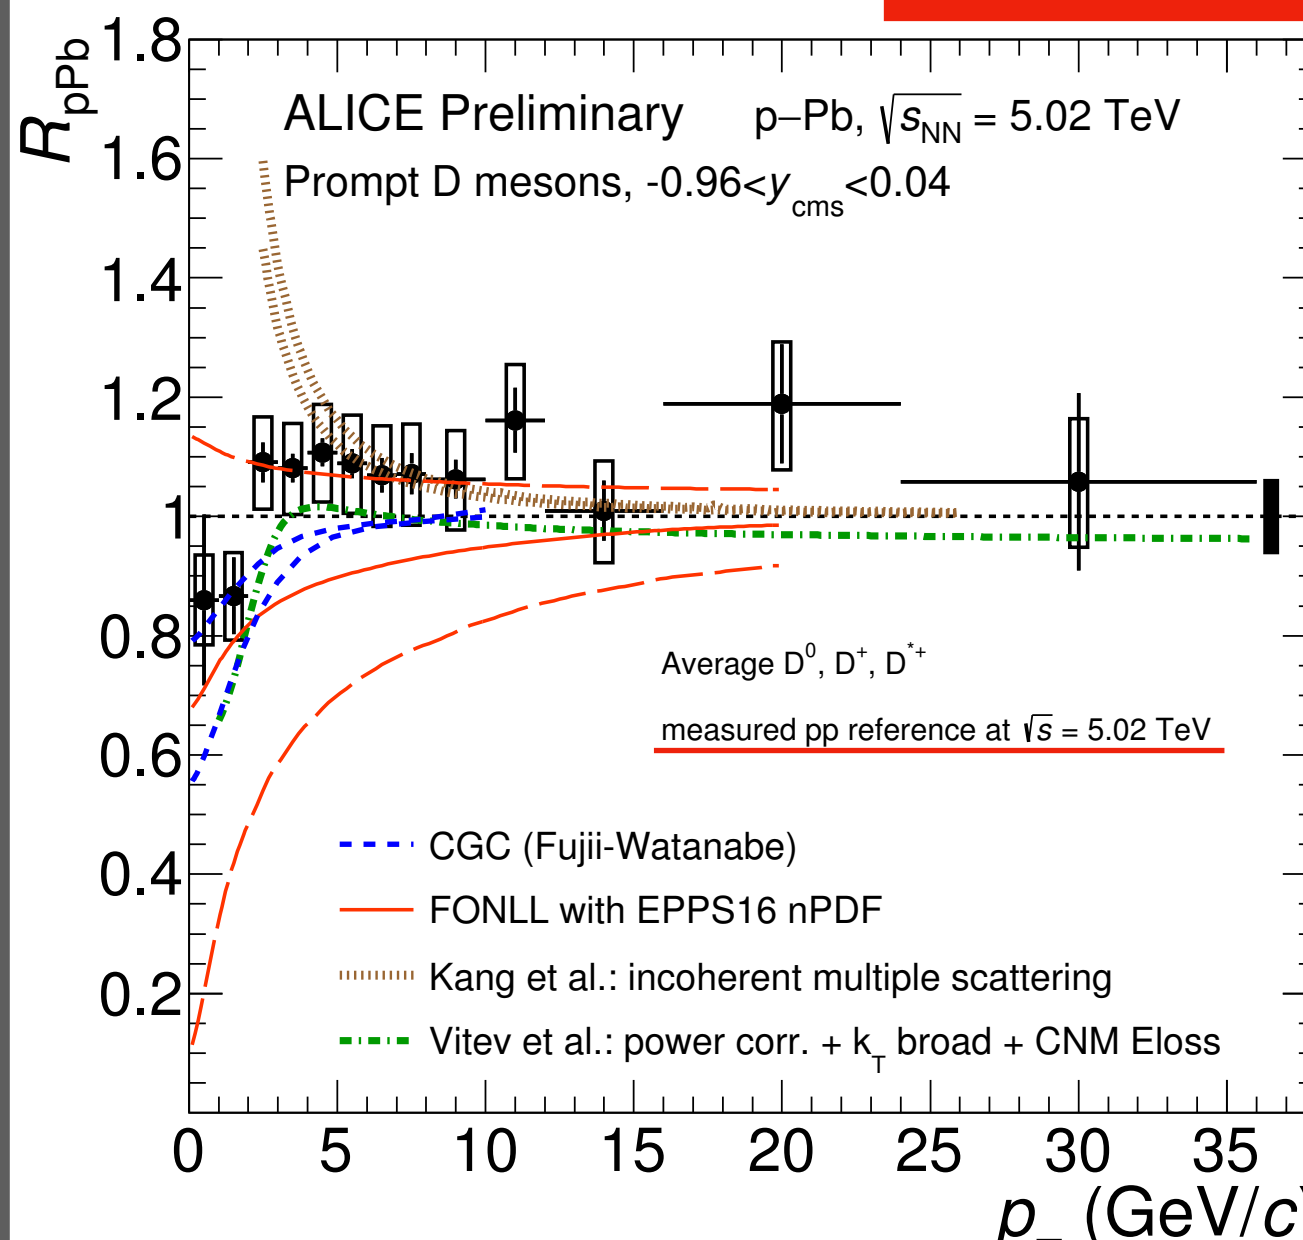 R_pPb
1.8
1.6
1.4
1.2
1
0.8
0.6
0.4
0.2
ALICE Preliminary p–Pb, √s_NN = 5.02 TeV
Prompt D mesons, -0.96<y_cms<0.04
Average D^0, D^+, D^*+
measured pp reference at √s = 5.02 TeV
CGC (Fujii-Watanabe)
FONLL with EPPS16 nPDF
Kang et al.: incoherent multiple scattering
Vitev et al.: power corr. + k_T broad + CNM Eloss
0 5 10 15 20 25 30 35
p (GeV/c)